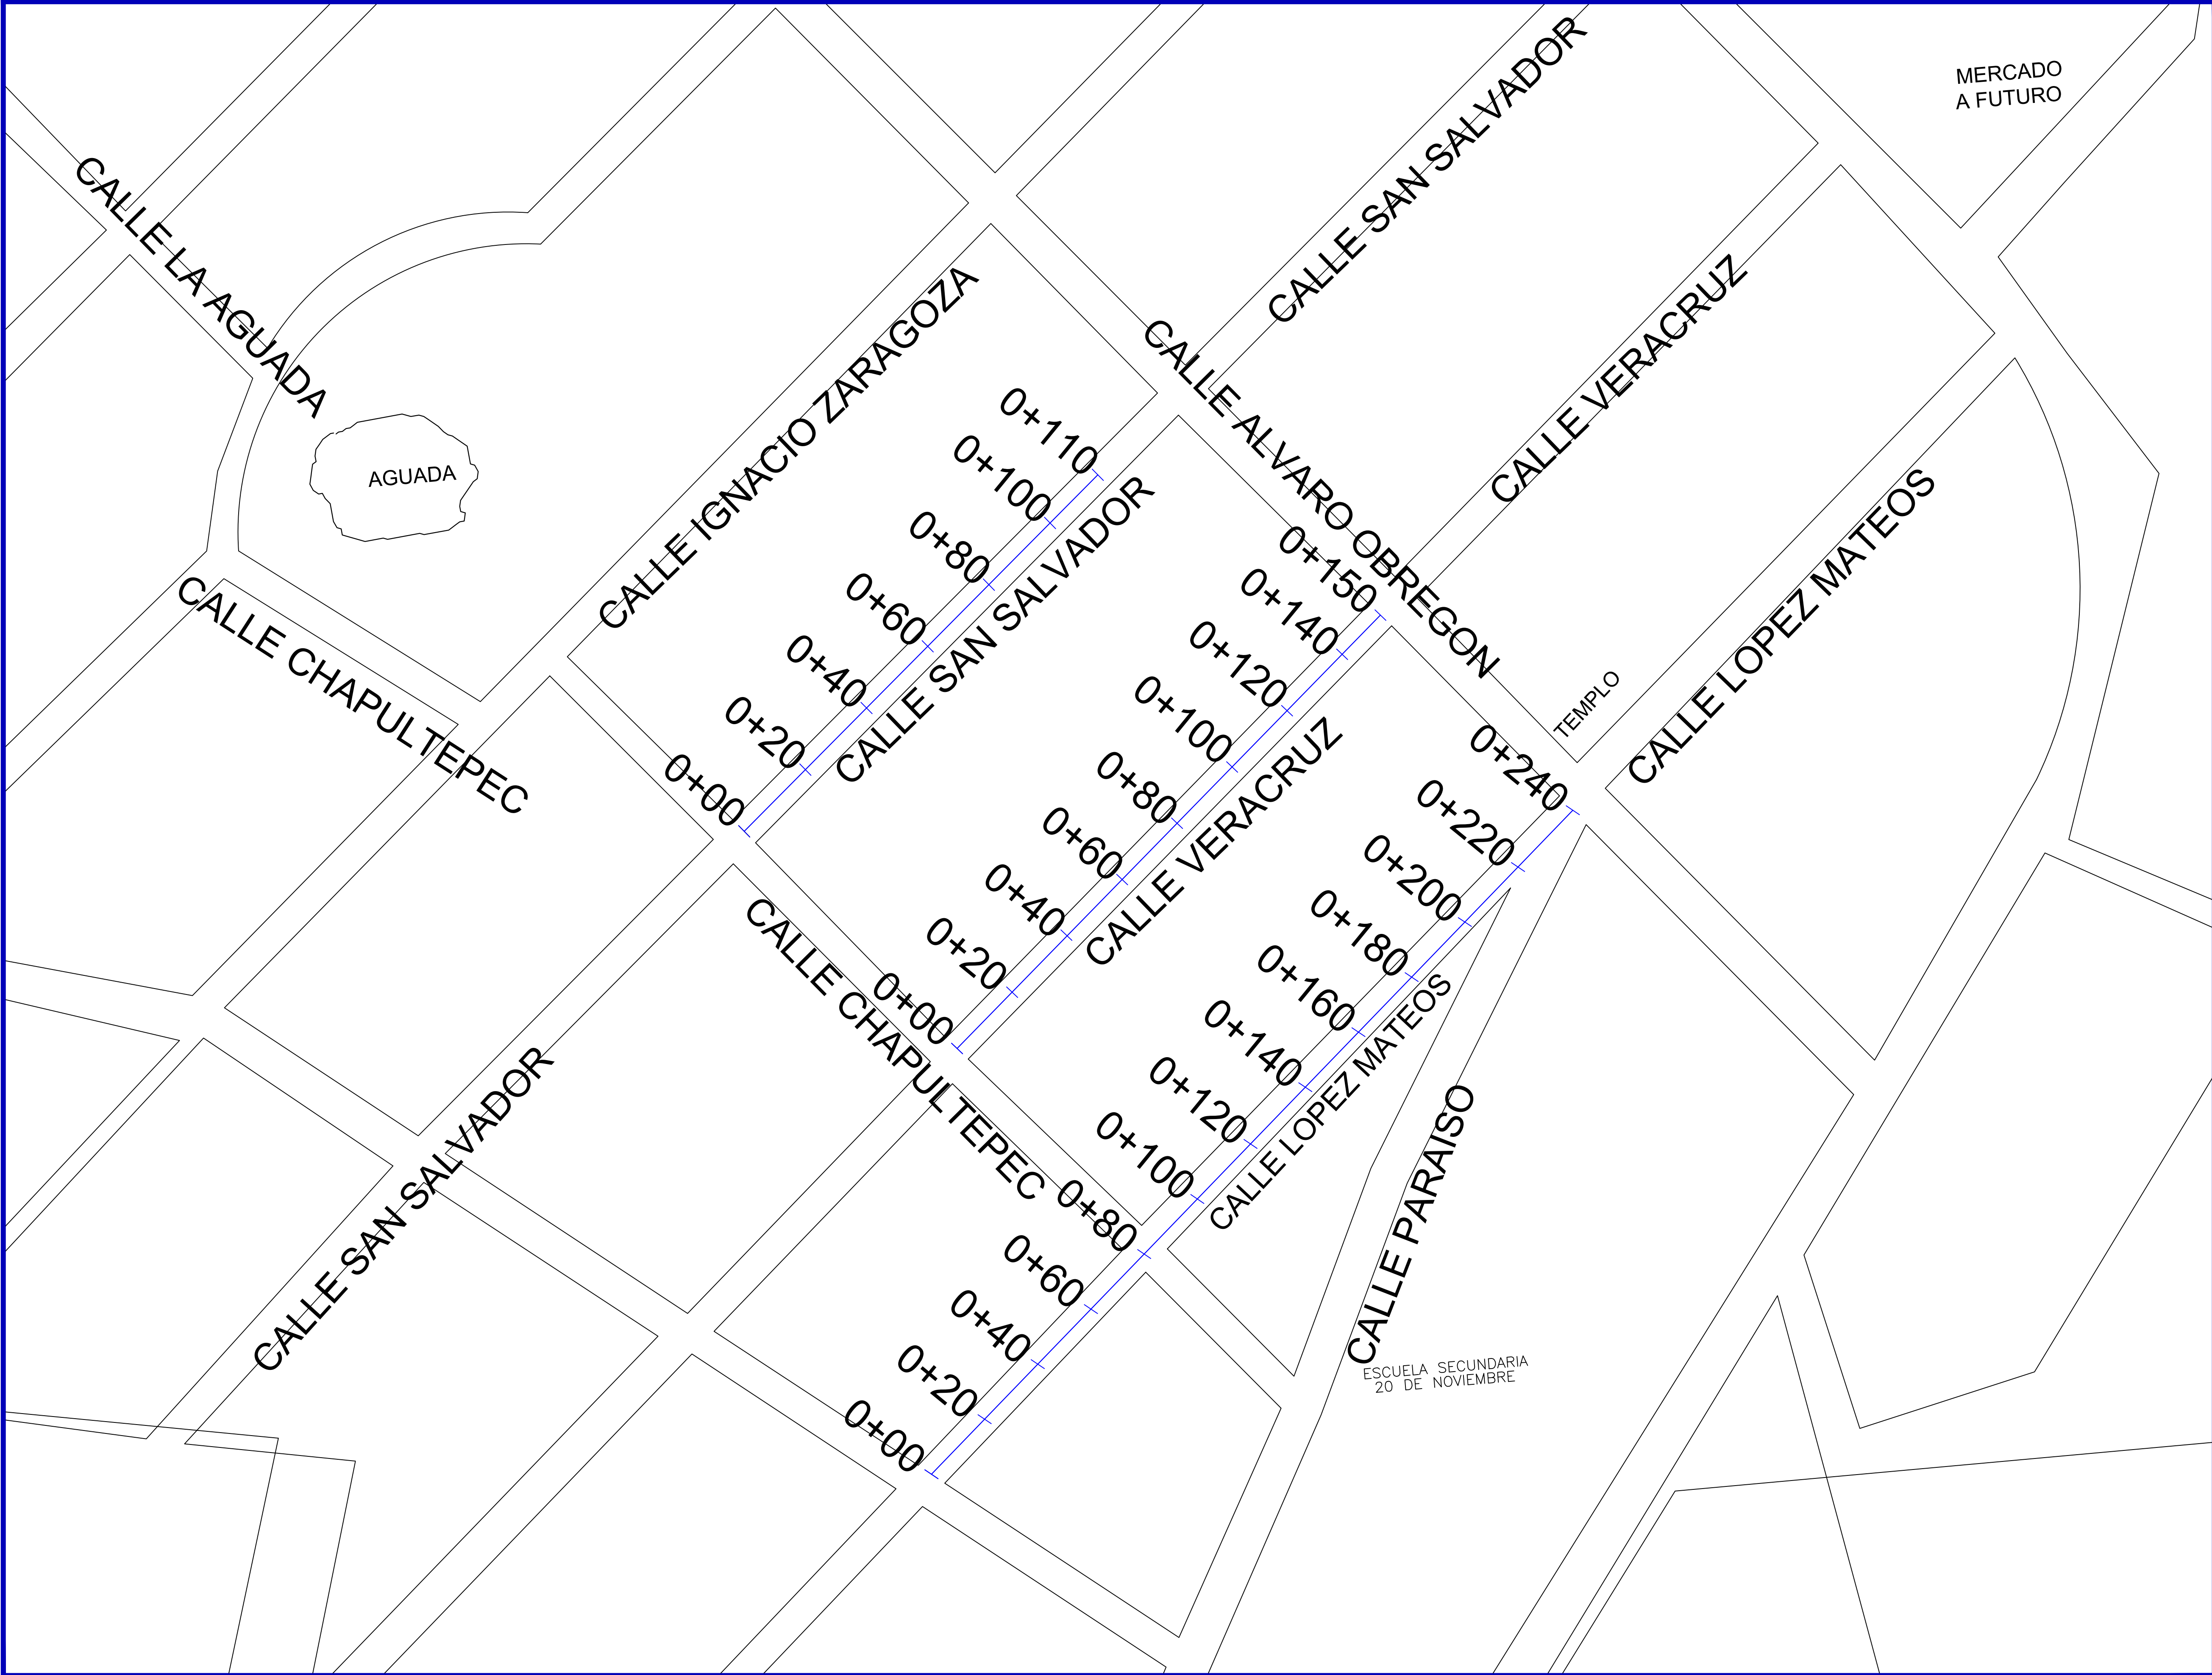 MERCADO
A FUTURO
CALLE SAN SALVADOR
CALLE LA AGUADA
AGUADA
CALLE IGNACIO ZARAGOZA
CALLE ALVARO OBREGON
CALLE VERACRUZ
CALLE LOPEZ MATEOS
TEMPLO
CALLE CHAPULTEPEC
0+110
0+100
0+80
0+60
0+40
0+20
0+00
CALLE SAN SALVADOR
0+150
0+140
0+120
0+100
0+80
0+60
0+40
0+20
0+00
CALLE VERACRUZ
CALLE CHAPULTEPEC
0+240
0+220
0+200
0+180
0+160
0+140
0+120
0+100
0+80
0+60
0+40
0+20
0+00
CALLE LOPEZ MATEOS
CALLE PARAISO
CALLE SAN SALVADOR
ESCUELA SECUNDARIA
20 DE NOVIEMBRE